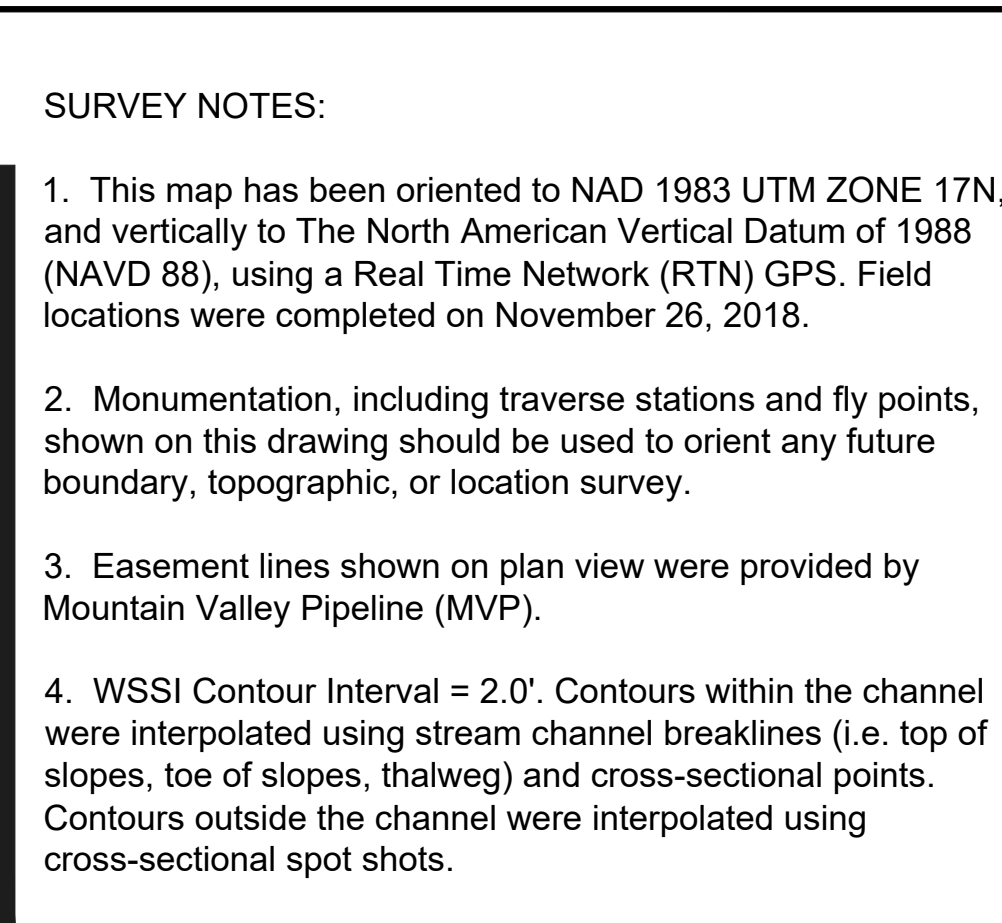 SURVEY NOTES:
1. This map has been oriented to NAD 1983 UTM ZONE 17N,
and vertically to The North American Vertical Datum of 1988
(NAVD 88), using a Real Time Network (RTN) GPS. Field
locations were completed on November 26, 2018.
2. Monumentation, including traverse stations and fly points,
shown on this drawing should be used to orient any future
boundary, topographic, or location survey.
3. Easement lines shown on plan view were provided by
Mountain Valley Pipeline (MVP).
4. WSSI Contour Interval = 2.0'. Contours within the channel
were interpolated using stream channel breaklines (i.e. top of
slopes, toe of slopes, thalweg) and cross-sectional points.
Contours outside the channel were interpolated using
cross-sectional spot shots.